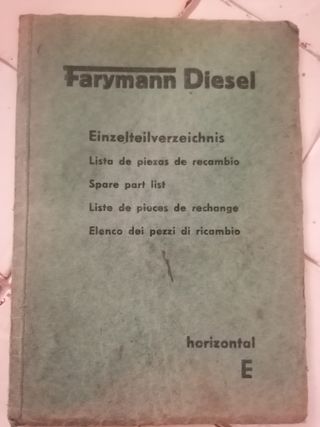 Farymann Diesel
Einzelteilverzeichnis
Lista de piezas de recambio
Spare part list
Liste de pièces de rechange
Elenco dei pezzi di ricambio
horizontal
E